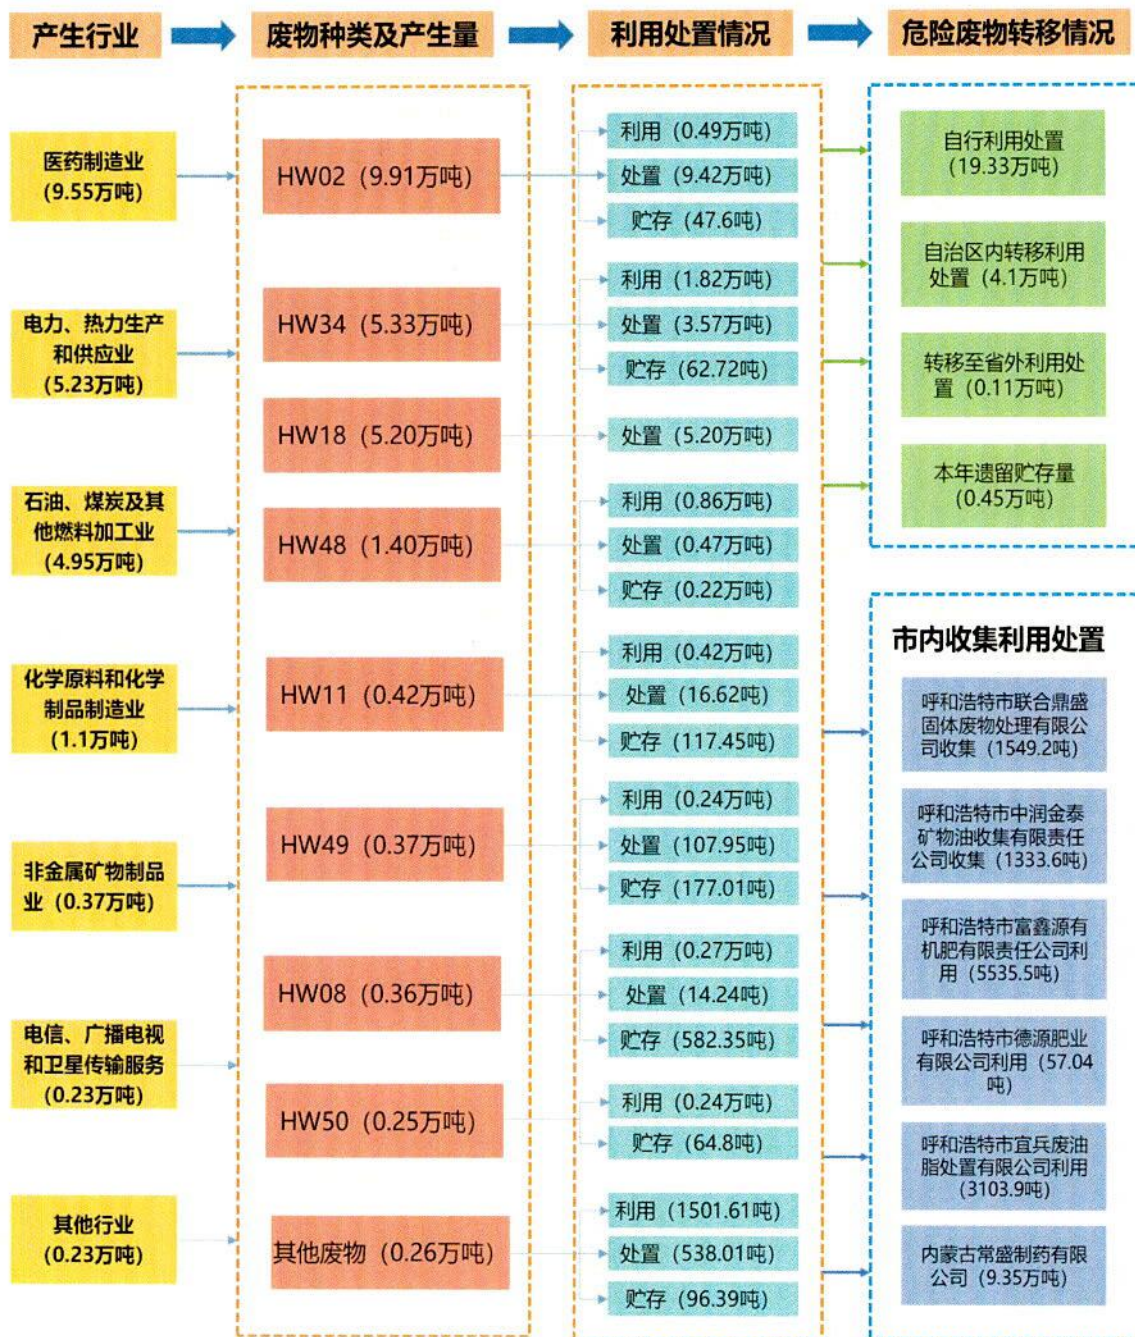 产生行业
废物种类及产生量
利用处置情况
危险废物转移情况
医药制造业
(9.55万吨)
电力、热力生产
和供应业
(5.23万吨)
石油、煤炭及其
他燃料加工业
(4.95万吨)
化学原料和化学
制品制造业
(1.1万吨)
非金属矿物制品
业(0.37万吨)
电信、广播电视
和卫星传输服务
(0.23万吨)
其他行业
(0.23万吨)
HW02(9.91万吨)
HW34(5.33万吨)
HW18(5.20万吨)
HW48(1.40万吨)
HW11(0.42万吨)
HW49(0.37万吨)
HW08(0.36万吨)
HW50(0.25万吨)
其他废物(0.26万吨)
利用(0.49万吨)
处置(9.42万吨)
贮存(47.6吨)
利用(1.82万吨)
处置(3.57万吨)
贮存(62.72吨)
处置(5.20万吨)
利用(0.86万吨)
处置(0.47万吨)
贮存(0.22万吨)
利用(0.42万吨)
处置(16.62吨)
贮存(117.45吨)
利用(0.24万吨)
处置(107.95吨)
贮存(177.01吨)
利用(0.27万吨)
处置(14.24吨)
贮存(582.35吨)
利用(0.24万吨)
贮存(64.8吨)
利用(1501.61吨)
处置(538.01吨)
贮存(96.39吨)
自行利用处置
(19.33万吨)
自治区内转移利用
处置(4.1万吨)
转移至省外利用处
置(0.11万吨)
本年遗留贮存量
(0.45万吨)
市内收集利用处置
呼和浩特市联合鼎盛
固体废物处理有限公
司收集(1549.2吨)
呼和浩特市中润金泰
矿物油收集有限责任
公司收集(1333.6吨)
呼和浩特市富鑫源有
机肥有限责任公司利
用(5535.5吨)
呼和浩特市德源肥业
有限公司利用(57.04
吨)
呼和浩特市宜兵废油
脂处置有限公司利用
(3103.9吨)
内蒙古常盛制药有限
公司(9.35万吨)